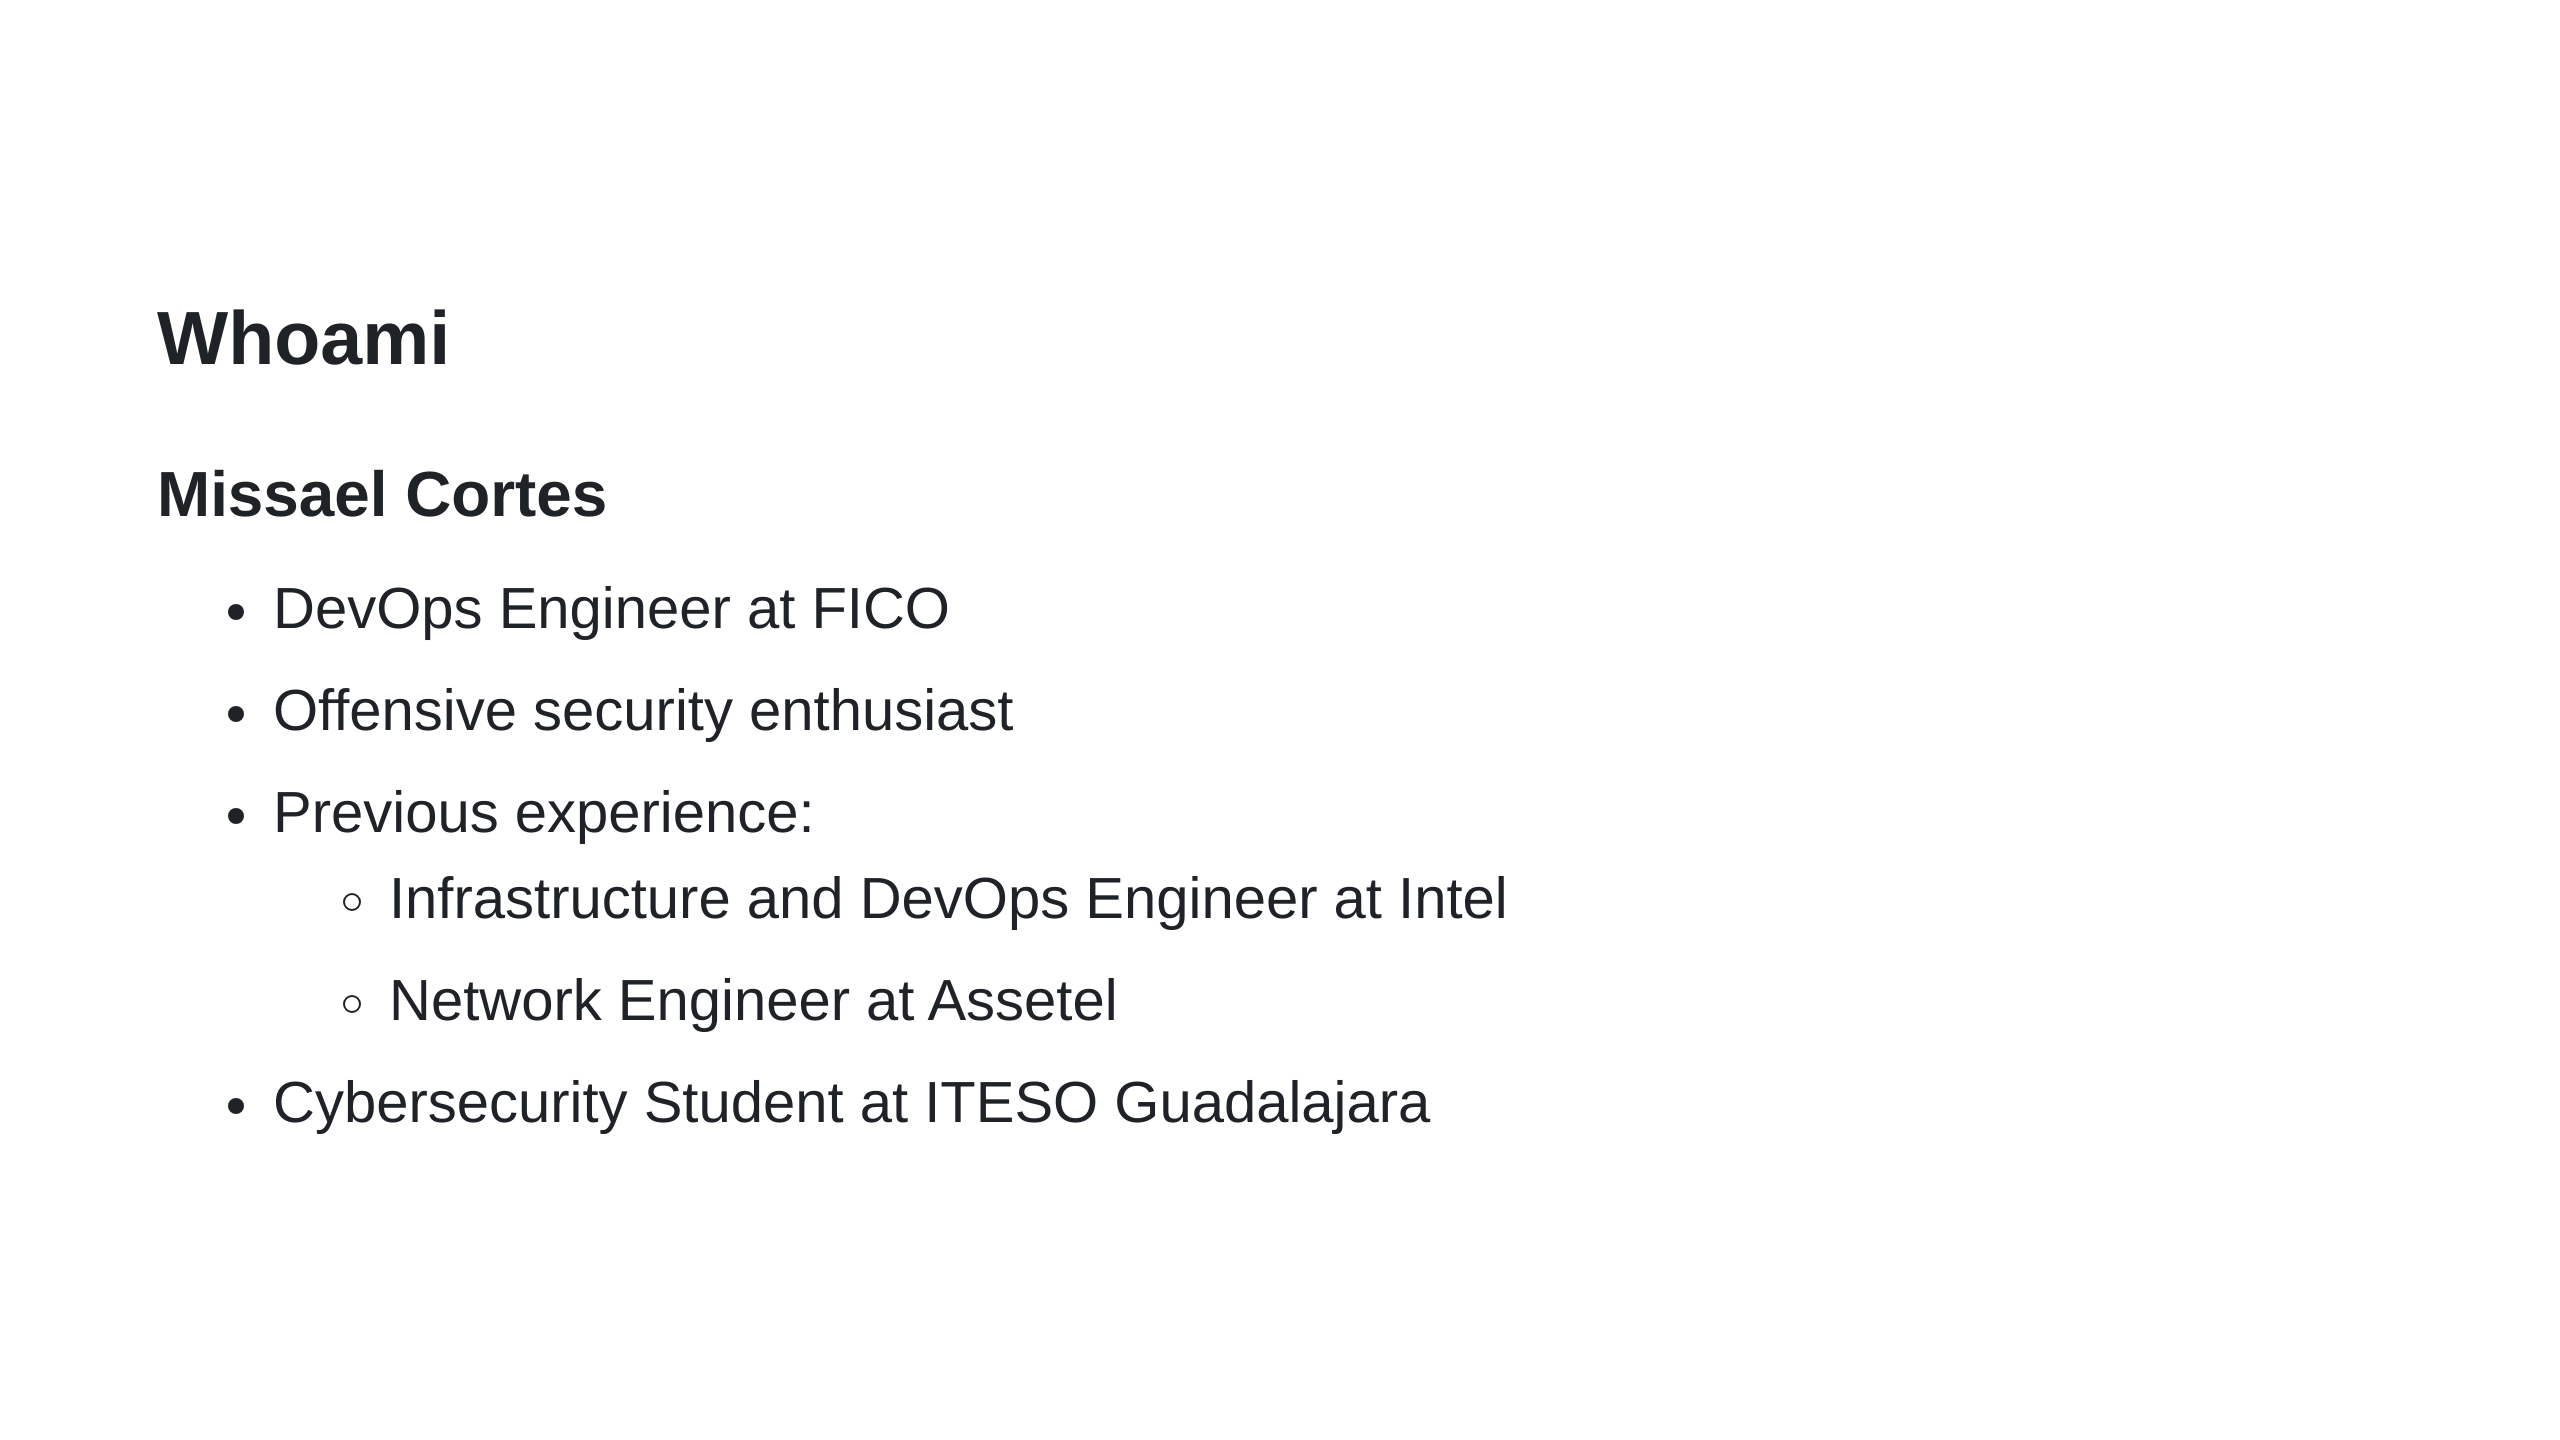 Whoami
Missael Cortes
DevOps Engineer at FICO
Offensive security enthusiast
Previous experience:
Infrastructure and DevOps Engineer at Intel
Network Engineer at Assetel
Cybersecurity Student at ITESO Guadalajara